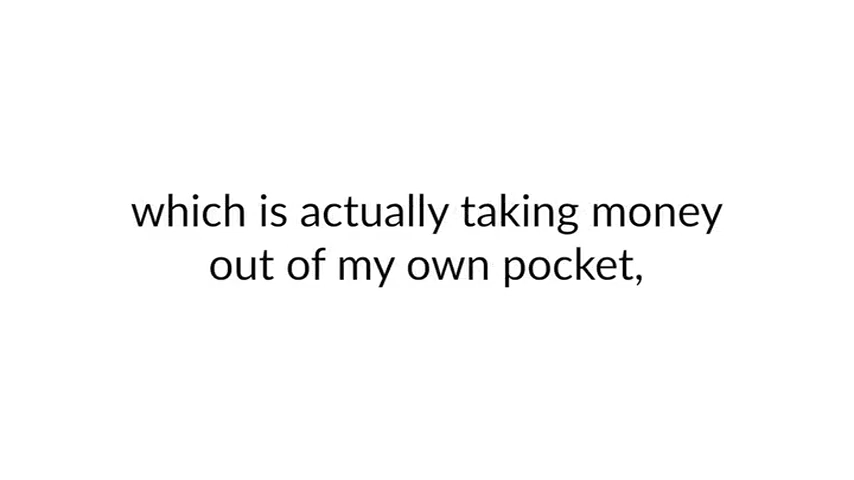 which is actually taking money
out of my own pocket,